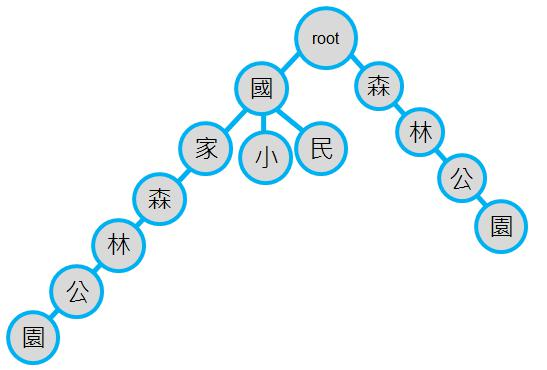 root
國 森
家 小 民 林
森 公
林 園
公
園